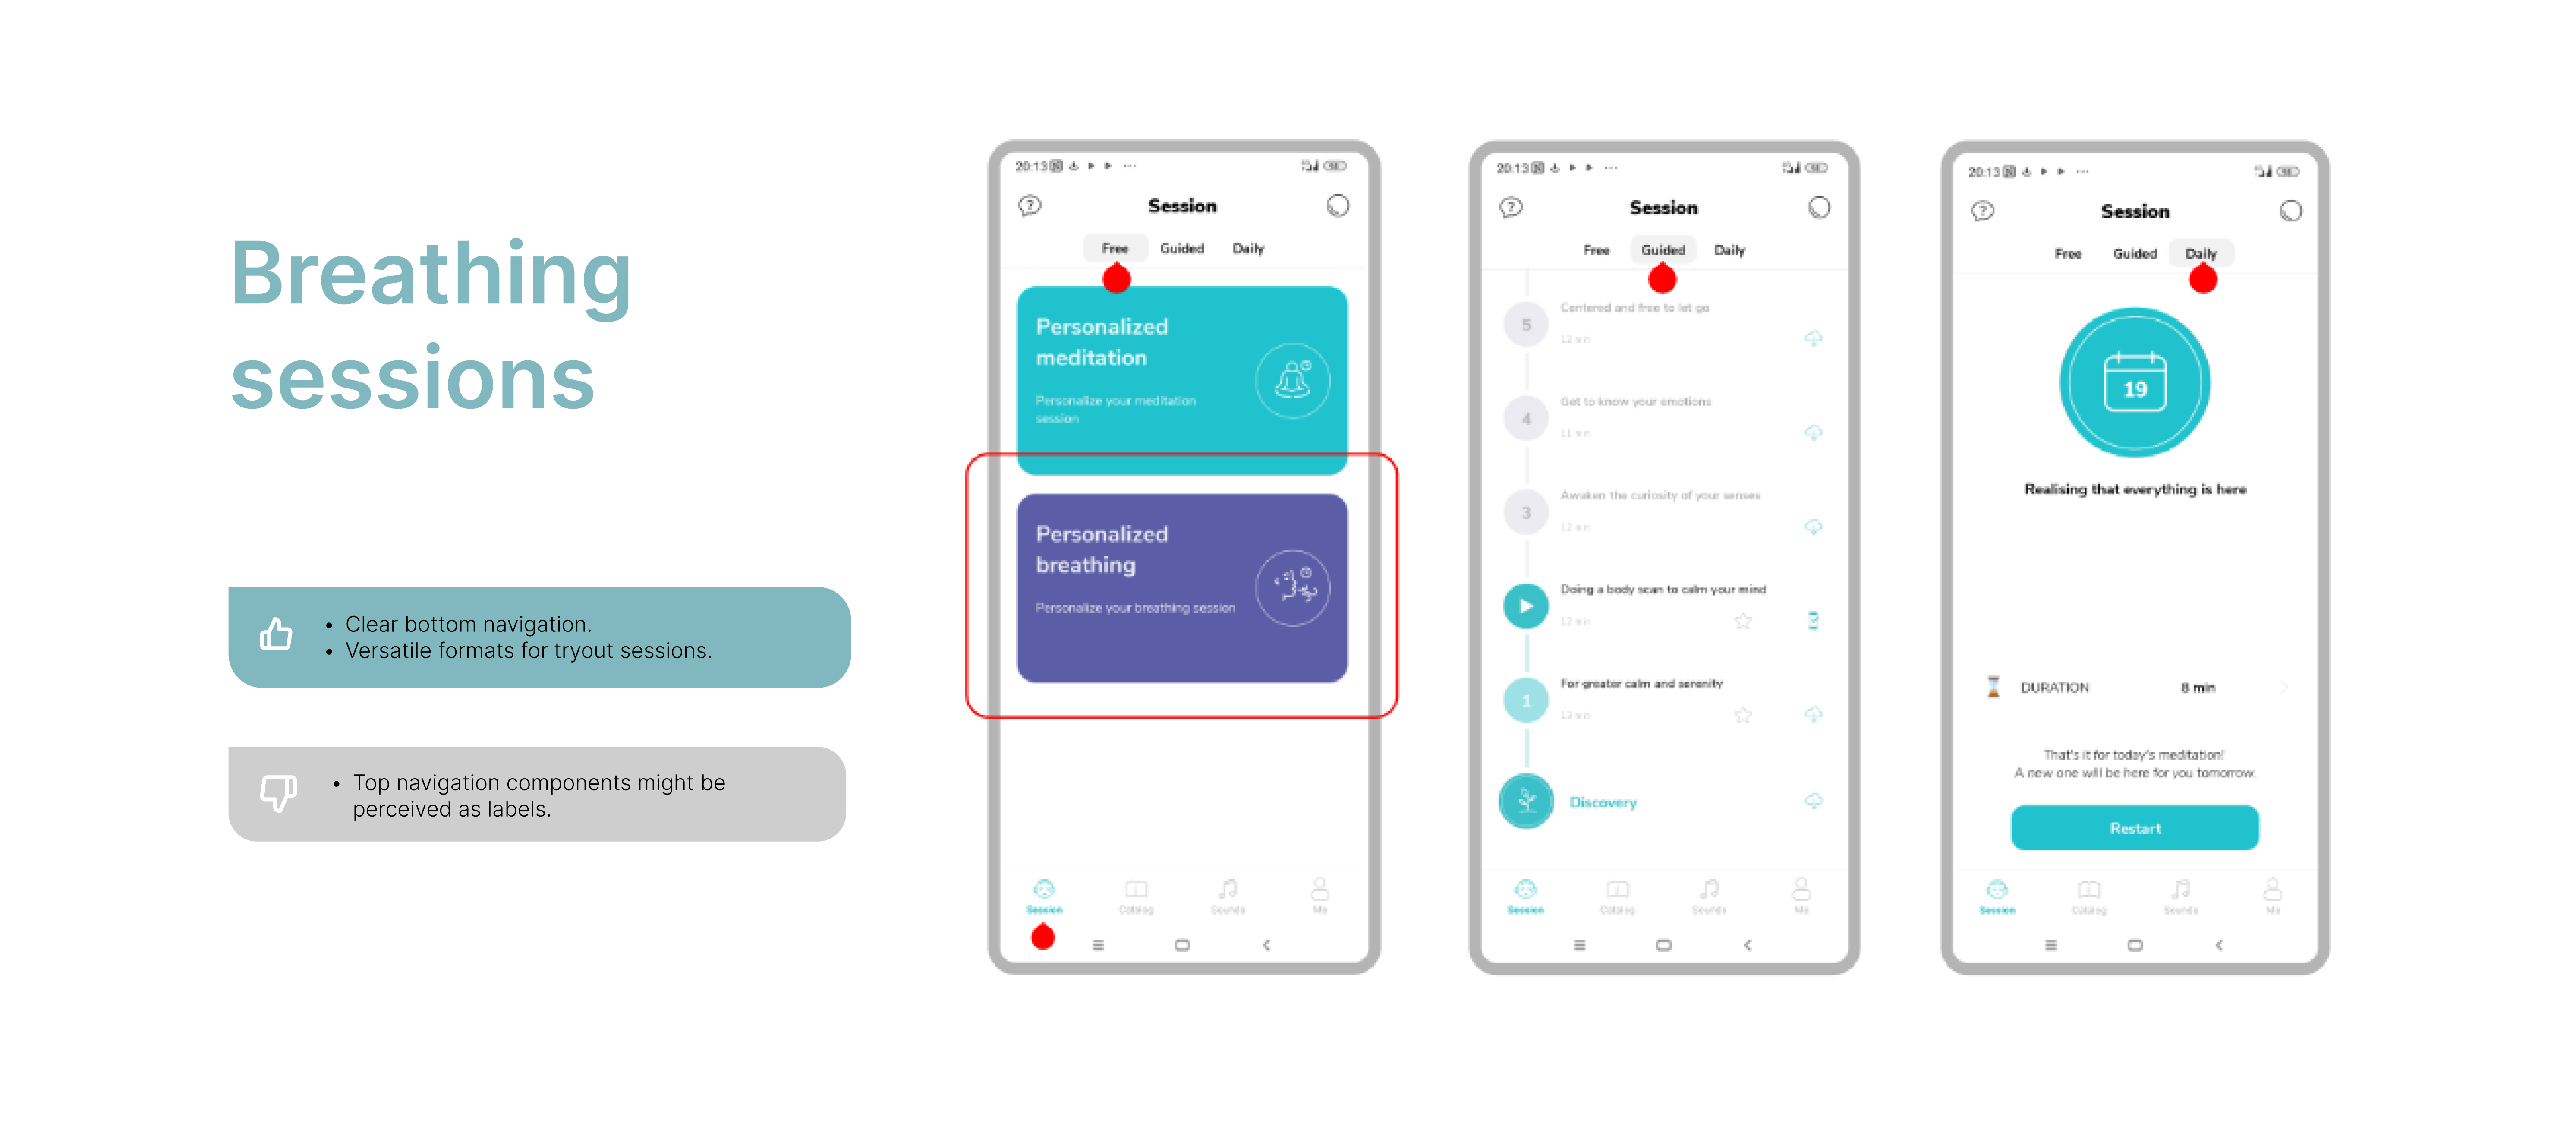 Breathing
sessions
• Clear bottom navigation.
• Versatile formats for tryout sessions.
• Top navigation components might be
perceived as labels.
20:13
Session
Free Guided Daily
Personalized
meditation
Personalize your meditation
session
Personalized
breathing
Personalize your breathing session
Session Catalog Sounds Me
20:13
Session
Free Guided Daily
5 Centered and free to let go
12 min
4 Get to know your emotions
11 min
3 Awaken the curiosity of your senses
12 min
Doing a body scan to calm your mind
12 min
1 For greater calm and serenity
13 min
Discovery
Session Catalog Sounds Me
20:13
Session
Free Guided Daily
19
Realising that everything is here
DURATION 8 min
That's it for today's meditation!
A new one will be here for you tomorrow.
Restart
Session Catalog Sounds Me